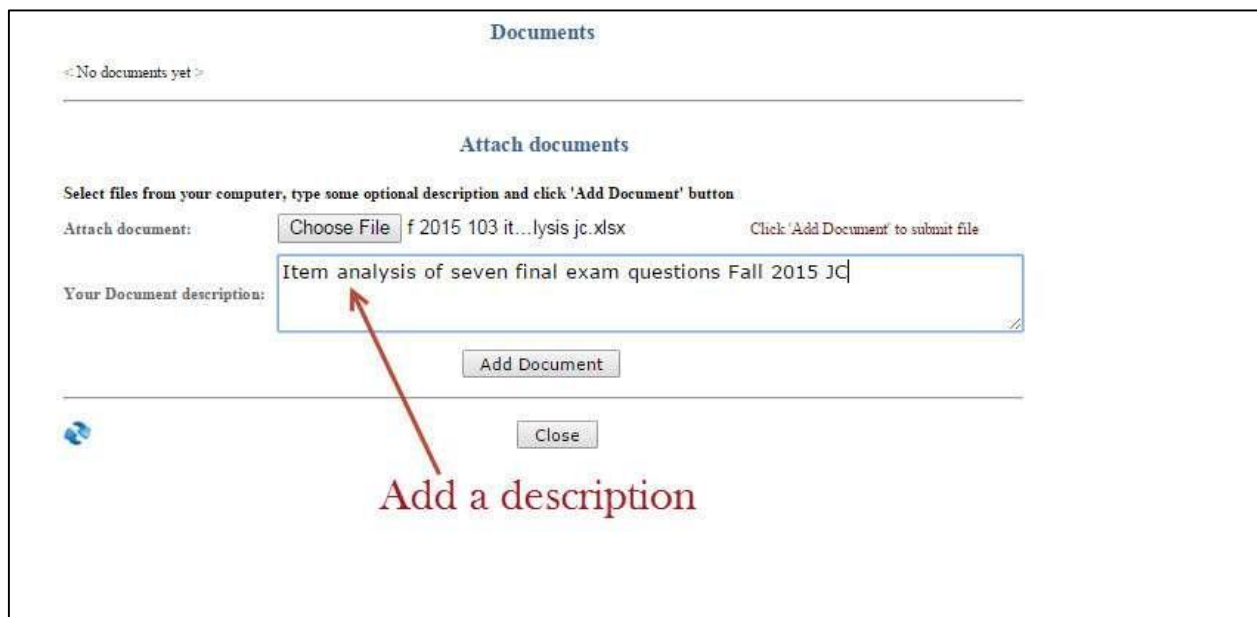 Documents
< No documents yet >
Attach documents
Select files from your computer, type some optional description and click 'Add Document' button
Attach document: Choose File f 2015 103 it...lysis jc.xlsx Click 'Add Document' to submit file
Your Document description: Item analysis of seven final exam questions Fall 2015 JC
Add Document
Close
Add a description